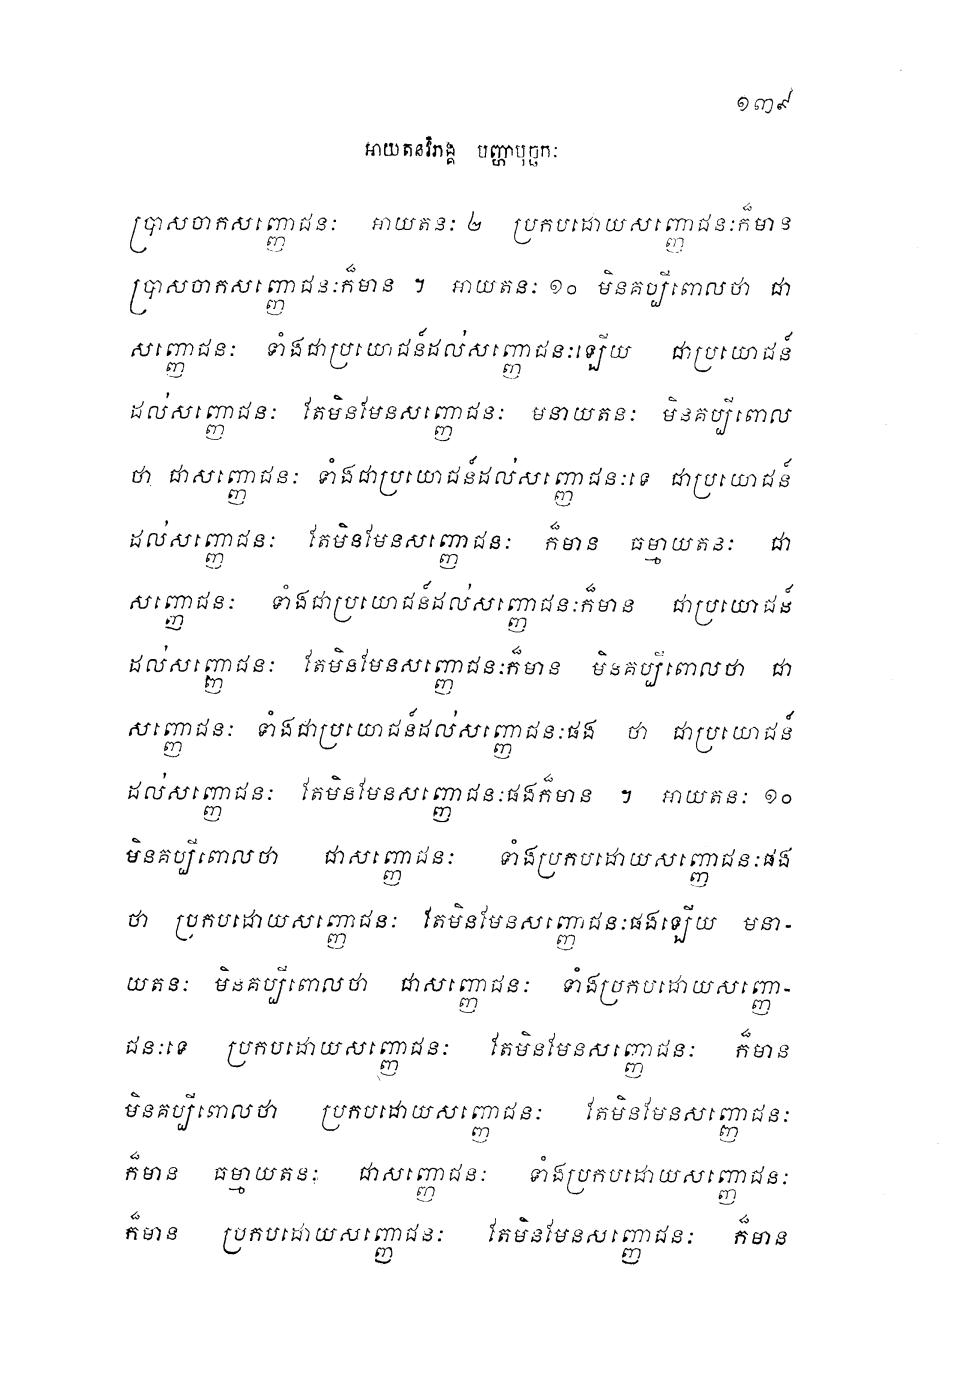 ១៣៩
អាយតនវិភង្គ បញ្ហាបុច្ឆកៈ
ប្រាសចាកសញ្ញោជនៈ អាយតនៈ ២ ប្រកបដោយសញ្ញោជនៈក៏មាន
ប្រាសចាកសញ្ញោជនៈក៏មាន ។ អាយតនៈ ១០ មិនគប្បីពោលថា ជា
សញ្ញោជនៈ ទាំងជាប្រយោជន៍ដល់សញ្ញោជនៈឡើយ ជាប្រយោជន៍
ដល់សញ្ញោជនៈ តែមិនមែនសញ្ញោជនៈ មនាយតនៈ មិនគប្បីពោល
ថា ជាសញ្ញោជនៈ ទាំងជាប្រយោជន៍ដល់សញ្ញោជនៈទេ ជាប្រយោជន៍
ដល់សញ្ញោជនៈ តែមិនមែនសញ្ញោជនៈ ក៏មាន ធម្មាយតនៈ ជា
សញ្ញោជនៈ ទាំងជាប្រយោជន៍ដល់សញ្ញោជនៈក៏មាន ជាប្រយោជន៍
ដល់សញ្ញោជនៈ តែមិនមែនសញ្ញោជនៈក៏មាន មិនគប្បីពោលថា ជា
សញ្ញោជនៈ ទាំងជាប្រយោជន៍ដល់សញ្ញោជនៈផង ថា ជាប្រយោជន៍
ដល់សញ្ញោជនៈ តែមិនមែនសញ្ញោជនៈផងក៏មាន ។ អាយតនៈ ១០
មិនគប្បីពោលថា ជាសញ្ញោជនៈ ទាំងប្រកបដោយសញ្ញោជនៈផង
ថា ប្រកបដោយសញ្ញោជនៈ តែមិនមែនសញ្ញោជនៈផងឡើយ មនា-
យតនៈ មិនគប្បីពោលថា ជាសញ្ញោជនៈ ទាំងប្រកបដោយសញ្ញោ-
ជនៈទេ ប្រកបដោយសញ្ញោជនៈ តែមិនមែនសញ្ញោជនៈ ក៏មាន
មិនគប្បីពោលថា ប្រកបដោយសញ្ញោជនៈ តែមិនមែនសញ្ញោជនៈ
ក៏មាន ធម្មាយតនៈ ជាសញ្ញោជនៈ ទាំងប្រកបដោយសញ្ញោជនៈ
ក៏មាន ប្រកបដោយសញ្ញោជនៈ តែមិនមែនសញ្ញោជនៈ ក៏មាន